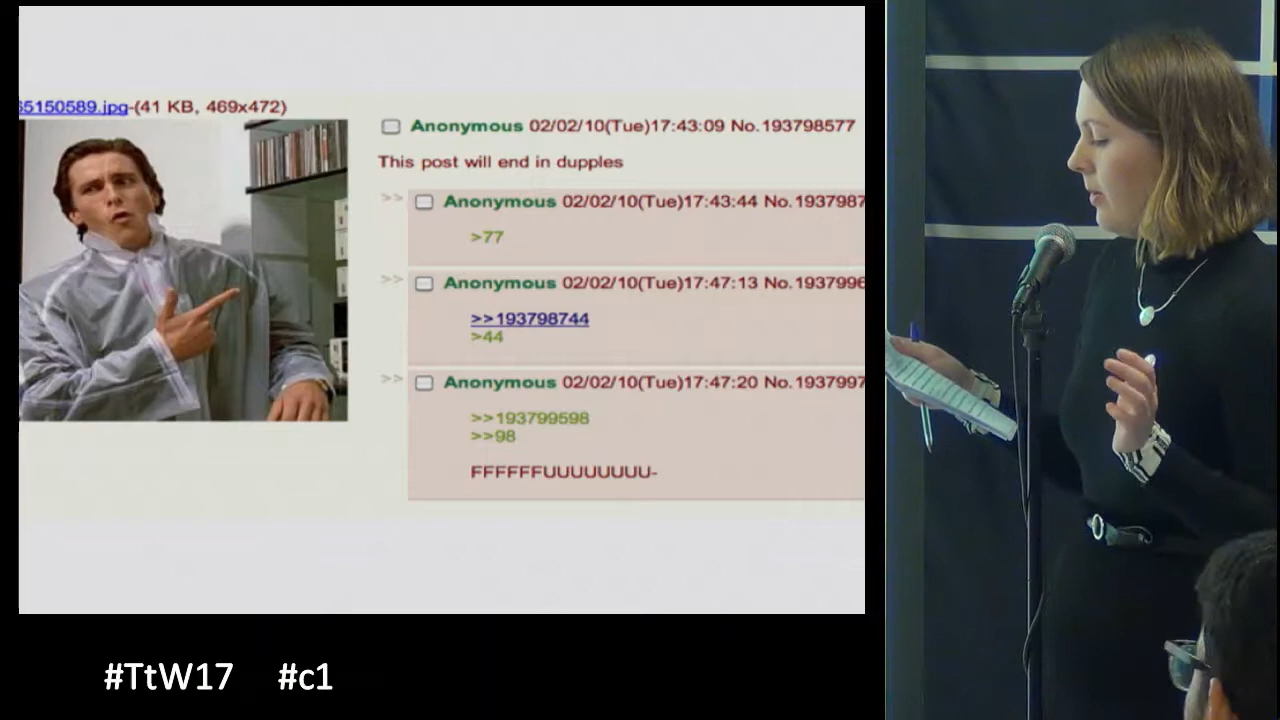 65150589.jpg-(41 KB, 469x472)
Anonymous 02/02/10(Tue)17:43:09 No.193798577
This post will end in dupples
>> Anonymous 02/02/10(Tue)17:43:44 No.1937987
>77
>> Anonymous 02/02/10(Tue)17:47:13 No.1937996
>>193798744
>44
>> Anonymous 02/02/10(Tue)17:47:20 No.1937997
>>193799598
>>98
FFFFFFUUUUUUUU-
#TtW17 #c1